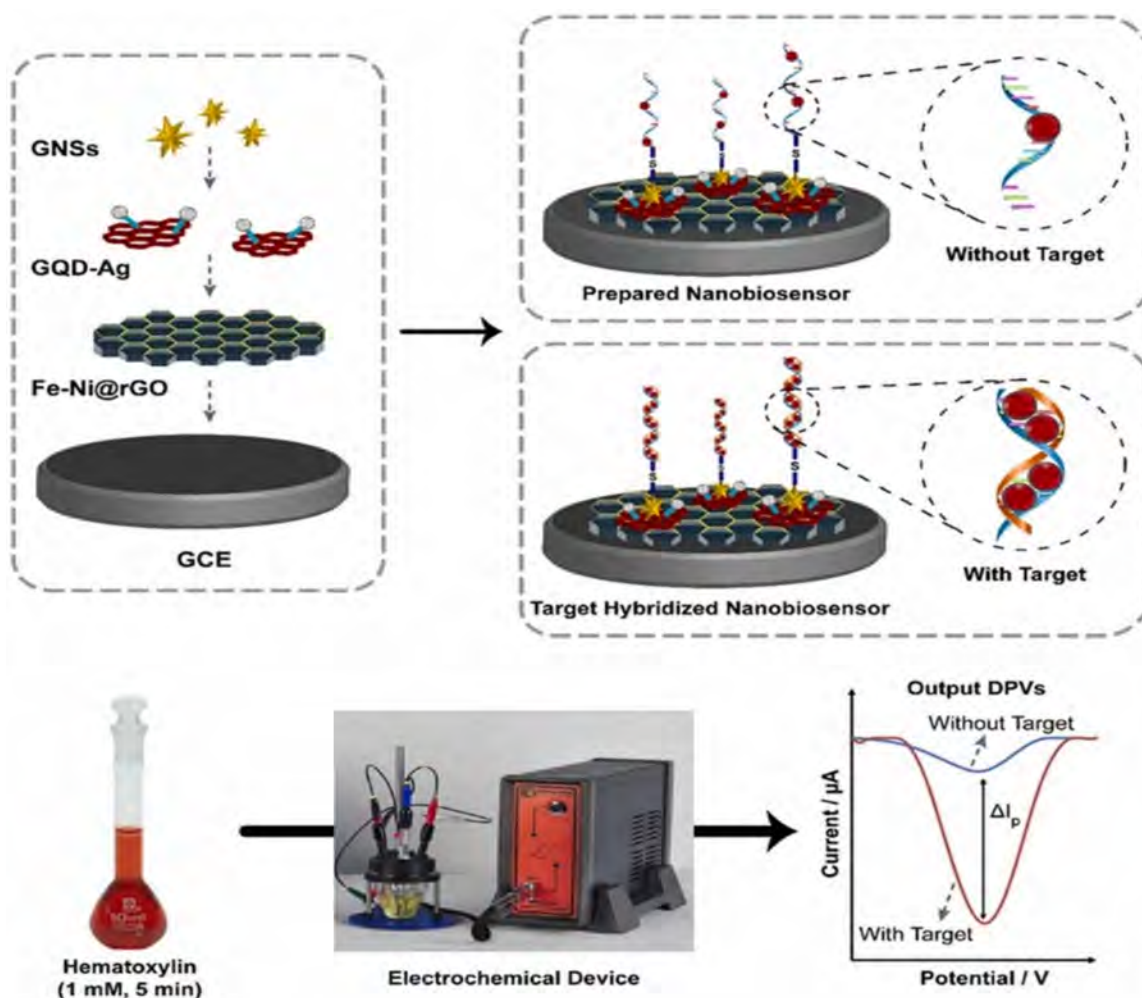 GNSs
GQD-Ag
Fe-Ni@rGO
GCE
S
S
S
Without Target
Prepared Nanobiosensor
S
S
S
With Target
Target Hybridized Nanobiosensor
Hematoxylin
(1 mM, 5 min)
Electrochemical Device
Output DPVs
Without Target
ΔIp
With Target
Current / µA
Potential / V